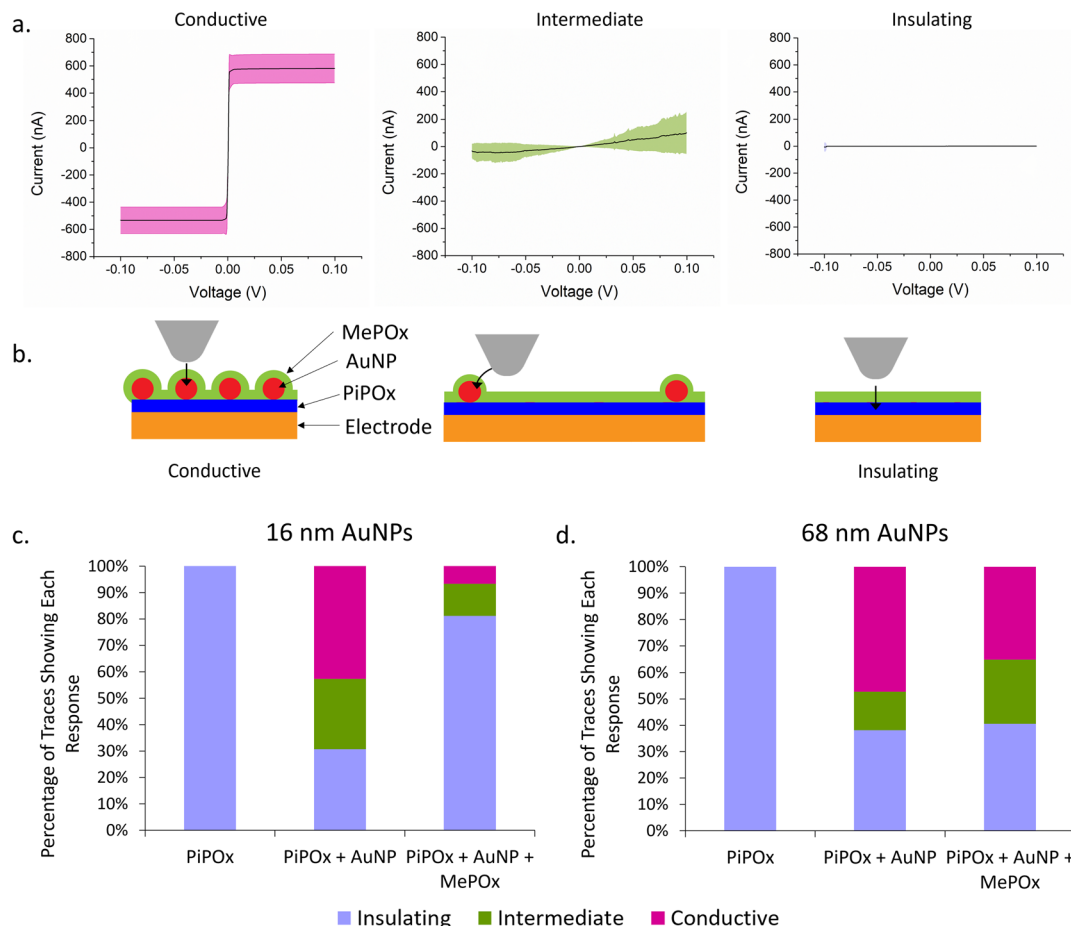 a.
Conductive
Intermediate
Insulating
Current (nA)
800
600
400
200
0
-200
-400
-600
-800
-0.10
-0.05
0.00
0.05
0.10
Voltage (V)
Current (nA)
800
600
400
200
0
-200
-400
-600
-800
-0.10
-0.05
0.00
0.05
0.10
Voltage (V)
Current (nA)
800
600
400
200
0
-200
-400
-600
-800
-0.10
-0.05
0.00
0.05
0.10
Voltage (V)
b.
MePOx
AuNP
PiPOx
Electrode
Conductive
Insulating
c.
16 nm AuNPs
Percentage of Traces Showing Each
Response
100%
90%
80%
70%
60%
50%
40%
30%
20%
10%
0%
PiPOx
PiPOx + AuNP
PiPOx + AuNP +
MePOx
d.
68 nm AuNPs
Percentage of Traces Showing Each
Response
100%
90%
80%
70%
60%
50%
40%
30%
20%
10%
0%
PiPOx
PiPOx + AuNP
PiPOx + AuNP +
MePOx
Insulating
Intermediate
Conductive